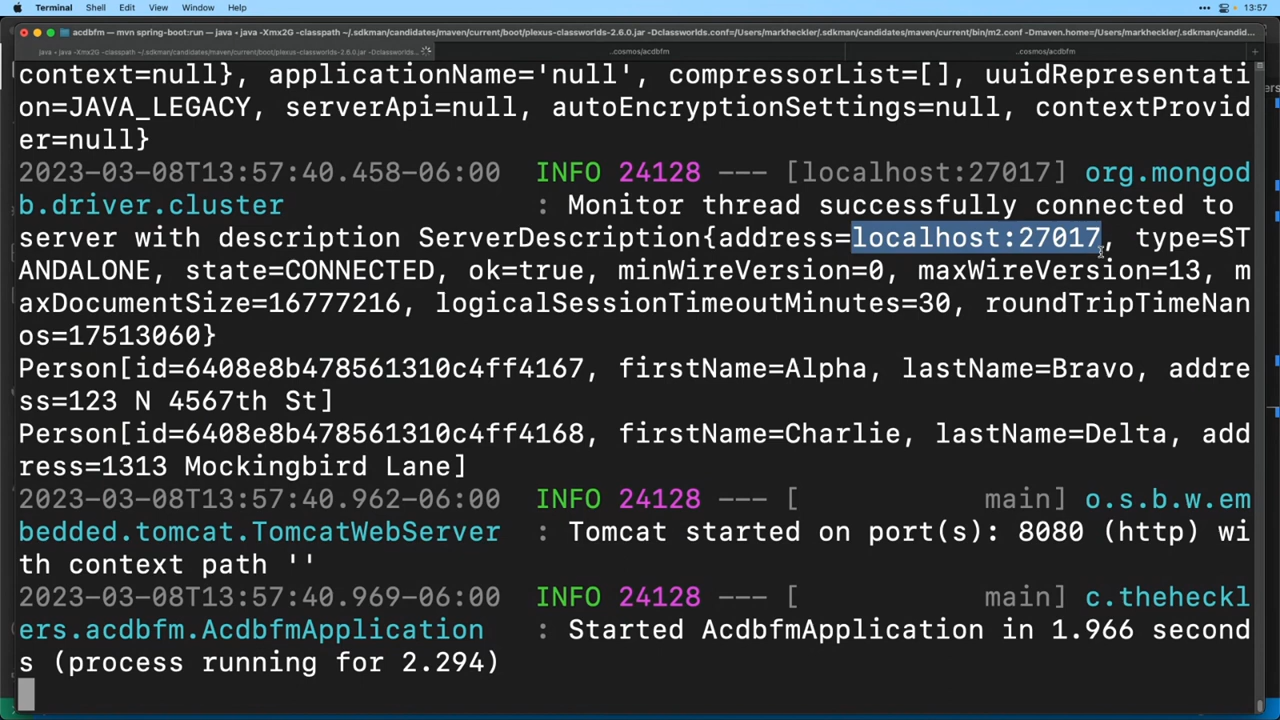 Terminal Shell Edit View Window Help 13:57
acdbfm — mvn spring-boot:run — java ‹ java -Xmx2G -classpath ~/.sdkman/candidates/maven/current/boot/plexus-classworlds-2.6.0.jar -Dclassworlds.conf=/Users/markheckler/.sdkman/candidates/maven/current/bin/m2.conf -Dmaven.home=/Users/markheckler/.sdkman/candid...
java ‹ java -Xmx2G -classpath ~/.sdkman/candidates/maven/current/boot/plexus-classworlds-2.6.0.jar -Dclassworlds... ..cosmos/acdbfm ..cosmos/acdbfm
context=null}, applicationName='null', compressorList=[], uuidRepresentati
on=JAVA_LEGACY, serverApi=null, autoEncryptionSettings=null, contextProvid
er=null}
2023-03-08T13:57:40.458-06:00 INFO 24128 --- [localhost:27017] org.mongod
b.driver.cluster : Monitor thread successfully connected to
server with description ServerDescription{address=localhost:27017, type=ST
ANDALONE, state=CONNECTED, ok=true, minWireVersion=0, maxWireVersion=13, m
axDocumentSize=16777216, logicalSessionTimeoutMinutes=30, roundTripTimeNan
os=17513060}
Person[id=6408e8b478561310c4ff4167, firstName=Alpha, lastName=Bravo, addre
ss=123 N 4567th St]
Person[id=6408e8b478561310c4ff4168, firstName=Charlie, lastName=Delta, add
ress=1313 Mockingbird Lane]
2023-03-08T13:57:40.962-06:00 INFO 24128 --- [ main] o.s.b.w.em
bedded.tomcat.TomcatWebServer : Tomcat started on port(s): 8080 (http) wi
th context path ''
2023-03-08T13:57:40.969-06:00 INFO 24128 --- [ main] c.theheckl
ers.acdbfm.AcdbfmApplication : Started AcdbfmApplication in 1.966 second
s (process running for 2.294)